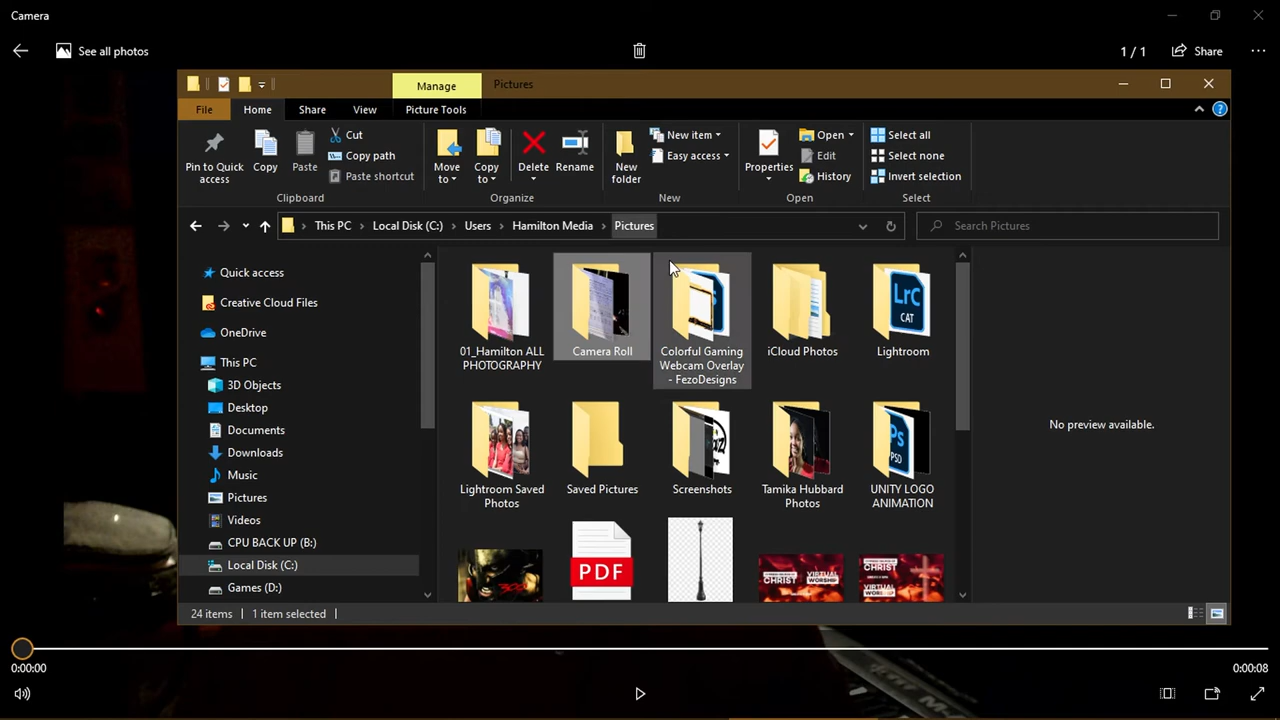 Camera
See all photos
1 / 1
Share
Manage
Pictures
File
Home
Share
View
Picture Tools
Pin to Quick access
Copy
Paste
Cut
Copy path
Paste shortcut
Move to
Copy to
Delete
Rename
New folder
New item
Easy access
Properties
Open
Edit
History
Select all
Select none
Invert selection
Clipboard
Organize
New
Open
Select
This PC
Local Disk (C:)
Users
Hamilton Media
Pictures
Search Pictures
Quick access
Creative Cloud Files
OneDrive
This PC
3D Objects
Desktop
Documents
Downloads
Music
Pictures
Videos
CPU BACK UP (B:)
Local Disk (C:)
Games (D:)
01_Hamilton ALL
PHOTOGRAPHY
Camera Roll
Colorful Gaming
Webcam Overlay
- FezoDesigns
iCloud Photos
LrC
CAT
Lightroom
Lightroom Saved
Photos
Saved Pictures
Screenshots
Tamika Hubbard
Photos
Ps
PSD
UNITY LOGO
ANIMATION
PDF
CHRIST
VIRTUAL
WORSHIP
CHRIST
VIRTUAL
WORSHIP
No preview available.
24 items
1 item selected
0:00:00
0:00:08